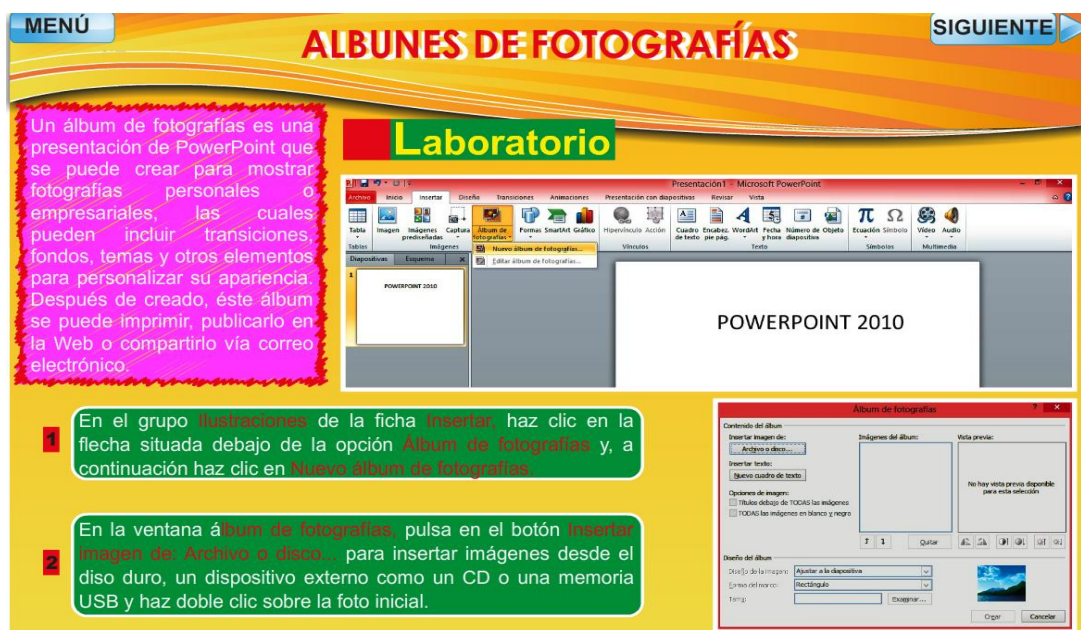 MENÚ
ALBUNES DE FOTOGRAFÍAS
SIGUIENTE
Un álbum de fotografías es una
presentación de PowerPoint que
se puede crear para mostrar
fotografías personales o
empresariales, las cuales
pueden incluir transiciones,
fondos, temas y otros elementos
para personalizar su apariencia.
Después de creado, éste álbum
se puede imprimir, publicarlo en
la Web o compartirlo vía correo
electrónico.
Laboratorio
Presentación1 - Microsoft PowerPoint
Archivo Inicio Insertar Diseño Transiciones Animaciones Presentación con diapositivas Revisar Vista
Tabla Imagen Imágenes prediseñadas Captura Álbum de fotografías Formas SmartArt Gráfico Hipervínculo Acción Cuadro de texto Encabez. pie pág. WordArt Fecha y hora Número de diapositiva Objeto Ecuación Símbolo Vídeo Audio
Tablas Imágenes Vínculos Texto Símbolos Multimedia
Nuevo álbum de fotografías...
Editar álbum de fotografías...
Diapositivas Esquema x
1
POWERPOINT 2010
POWERPOINT 2010
1
En el grupo Ilustraciones de la ficha Insertar, haz clic en la
flecha situada debajo de la opción Álbum de fotografías y, a
continuación haz clic en Nuevo álbum de fotografías.
2
En la ventana álbum de fotografías, pulsa en el botón Insertar
imagen de: Archivo o disco... para insertar imágenes desde el
diso duro, un dispositivo externo como un CD o una memoria
USB y haz doble clic sobre la foto inicial.
Álbum de fotografías ? x
Contenido del álbum
Insertar imagen de: Imágenes del álbum: Vista previa:
Archivo o disco...
Insertar texto:
Nuevo cuadro de texto
No hay vista previa disponible
para esta selección
Opciones de imagen:
Títulos debajo de TODAS las imágenes
TODAS las imágenes en blanco y negro
Quitar
Diseño del álbum
Diseño de la imagen: Ajustar a la diapositiva
Forma del marco: Rectángulo
Tema: Examinar...
Crear Cancelar